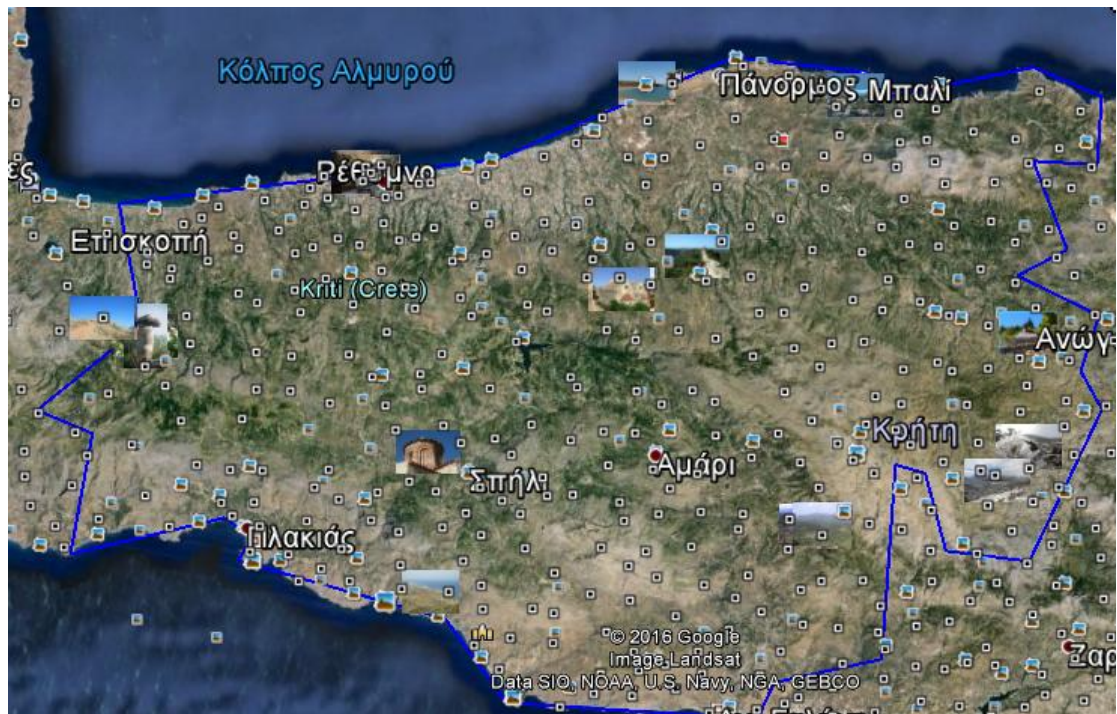 Κόλπος Αλμυρού
Πάνορμος
Μπαλί
Ρέθυμνο
Επισκοπή
Kriti (Crete)
Κρήτη
Σπήλι
Αμάρι
Πλακιάς
© 2016 Google
Image Landsat
Data SIO, NOAA, U.S. Navy, NGA, GEBCO